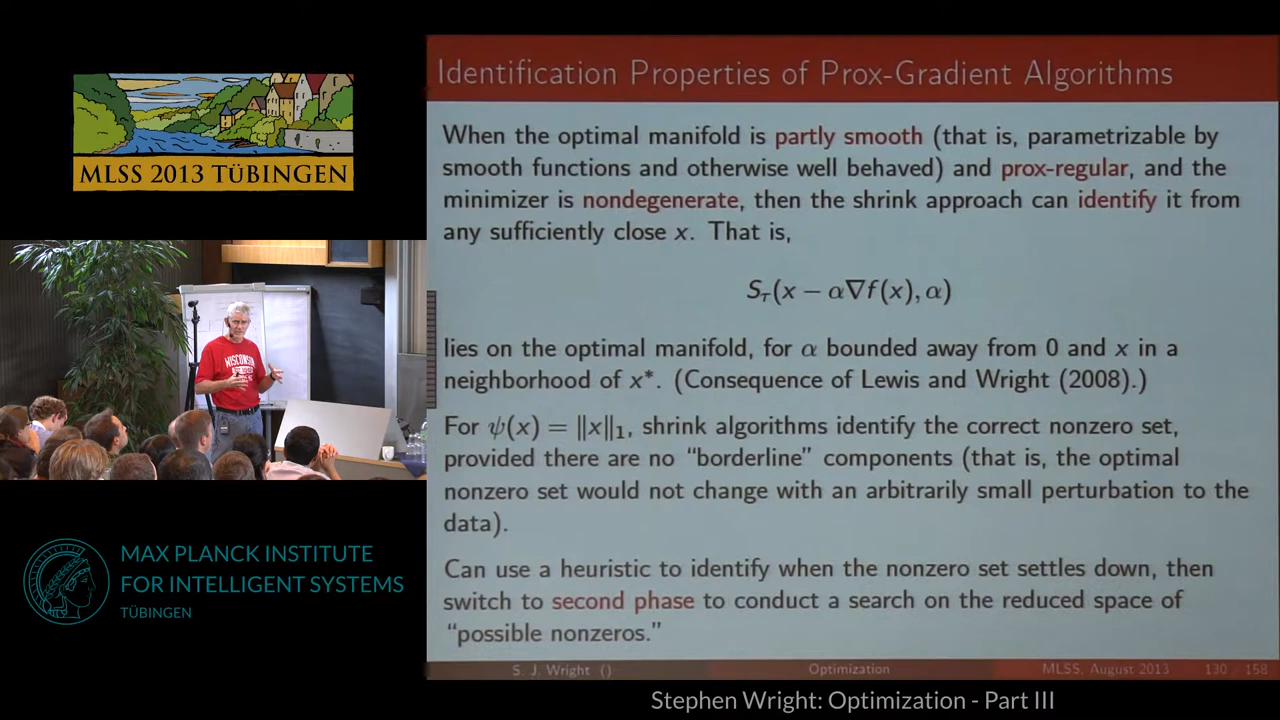 MLSS 2013 TÜBINGEN
Identification Properties of Prox-Gradient Algorithms
When the optimal manifold is partly smooth (that is, parametrizable by
smooth functions and otherwise well behaved) and prox-regular, and the
minimizer is nondegenerate, then the shrink approach can identify it from
any sufficiently close x. That is,
Sτ(x − α∇f(x), α)
lies on the optimal manifold, for α bounded away from 0 and x in a
neighborhood of x*. (Consequence of Lewis and Wright (2008).)
For ψ(x) = ‖x‖₁, shrink algorithms identify the correct nonzero set,
provided there are no “borderline” components (that is, the optimal
nonzero set would not change with an arbitrarily small perturbation to the
data).
Can use a heuristic to identify when the nonzero set settles down, then
switch to second phase to conduct a search on the reduced space of
“possible nonzeros.”
S. J. Wright ()
Optimization
MLSS, August 2013
130 / 158
WISCONSIN
MAX PLANCK INSTITUTE
FOR INTELLIGENT SYSTEMS
TÜBINGEN
Stephen Wright: Optimization - Part III